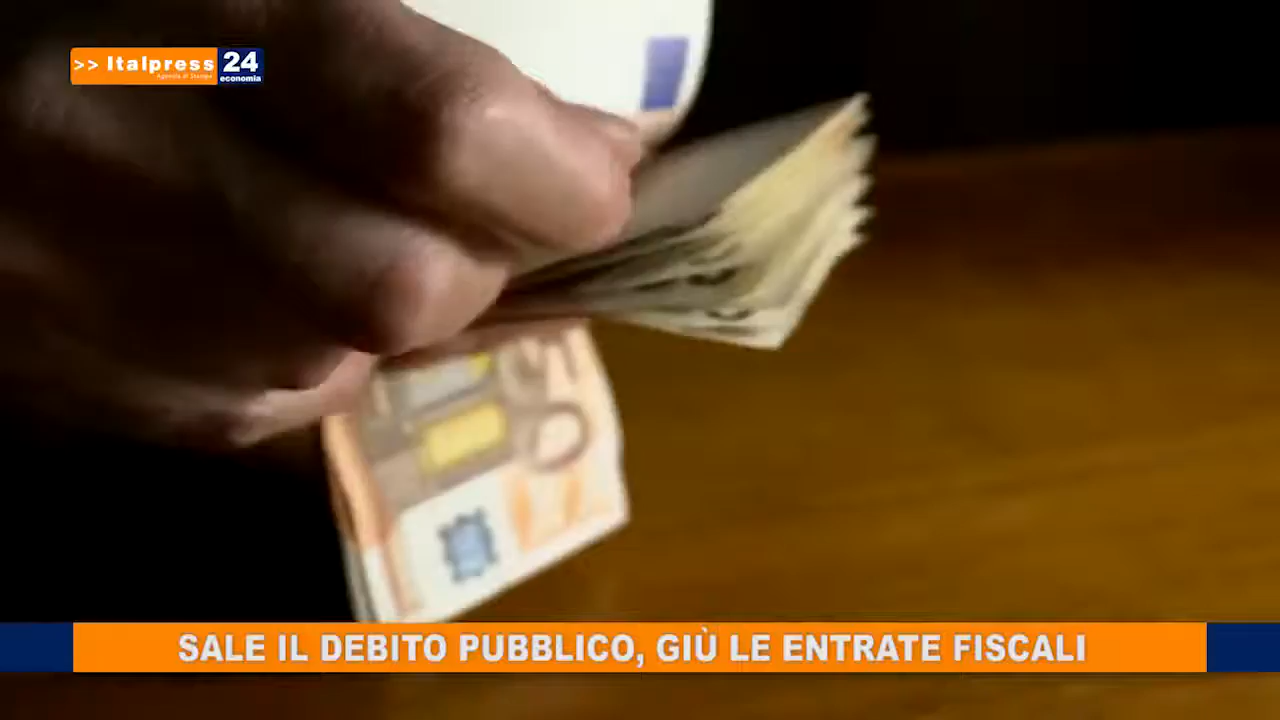 >> Italpress 24
Agenzia di Stampa economia
SALE IL DEBITO PUBBLICO, GIÙ LE ENTRATE FISCALI